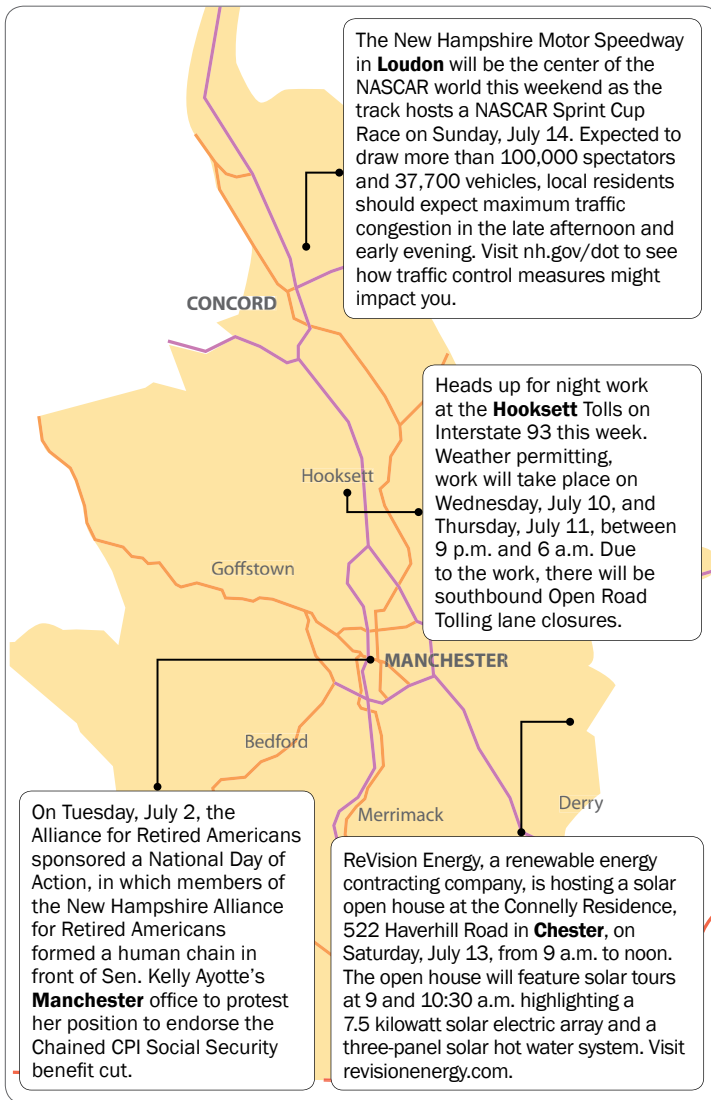 The New Hampshire Motor Speedway
in Loudon will be the center of the
NASCAR world this weekend as the
track hosts a NASCAR Sprint Cup
Race on Sunday, July 14. Expected to
draw more than 100,000 spectators
and 37,700 vehicles, local residents
should expect maximum traffic
congestion in the late afternoon and
early evening. Visit nh.gov/dot to see
how traffic control measures might
impact you.
CONCORD
Heads up for night work
at the Hooksett Tolls on
Interstate 93 this week.
Weather permitting,
work will take place on
Wednesday, July 10, and
Thursday, July 11, between
9 p.m. and 6 a.m. Due
to the work, there will be
southbound Open Road
Tolling lane closures.
Hooksett
Goffstown
MANCHESTER
Bedford
Merrimack
Derry
On Tuesday, July 2, the
Alliance for Retired Americans
sponsored a National Day of
Action, in which members of
the New Hampshire Alliance
for Retired Americans
formed a human chain in
front of Sen. Kelly Ayotte's
Manchester office to protest
her position to endorse the
Chained CPI Social Security
benefit cut.
ReVision Energy, a renewable energy
contracting company, is hosting a solar
open house at the Connelly Residence,
522 Haverhill Road in Chester, on
Saturday, July 13, from 9 a.m. to noon.
The open house will feature solar tours
at 9 and 10:30 a.m. highlighting a
7.5 kilowatt solar electric array and a
three-panel solar hot water system. Visit
revisionenergy.com.